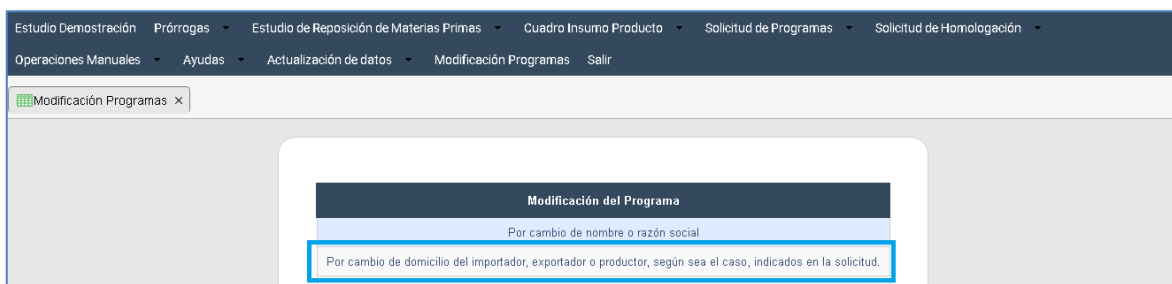 Estudio Demostración Prórrogas Estudio de Reposición de Materias Primas Cuadro Insumo Producto Solicitud de Programas Solicitud de Homologación
Operaciones Manuales Ayudas Actualización de datos Modificación Programas Salir
Modificación Programas ×
Modificación del Programa
Por cambio de nombre o razón social
Por cambio de domicilio del importador, exportador o productor, según sea el caso, indicados en la solicitud.